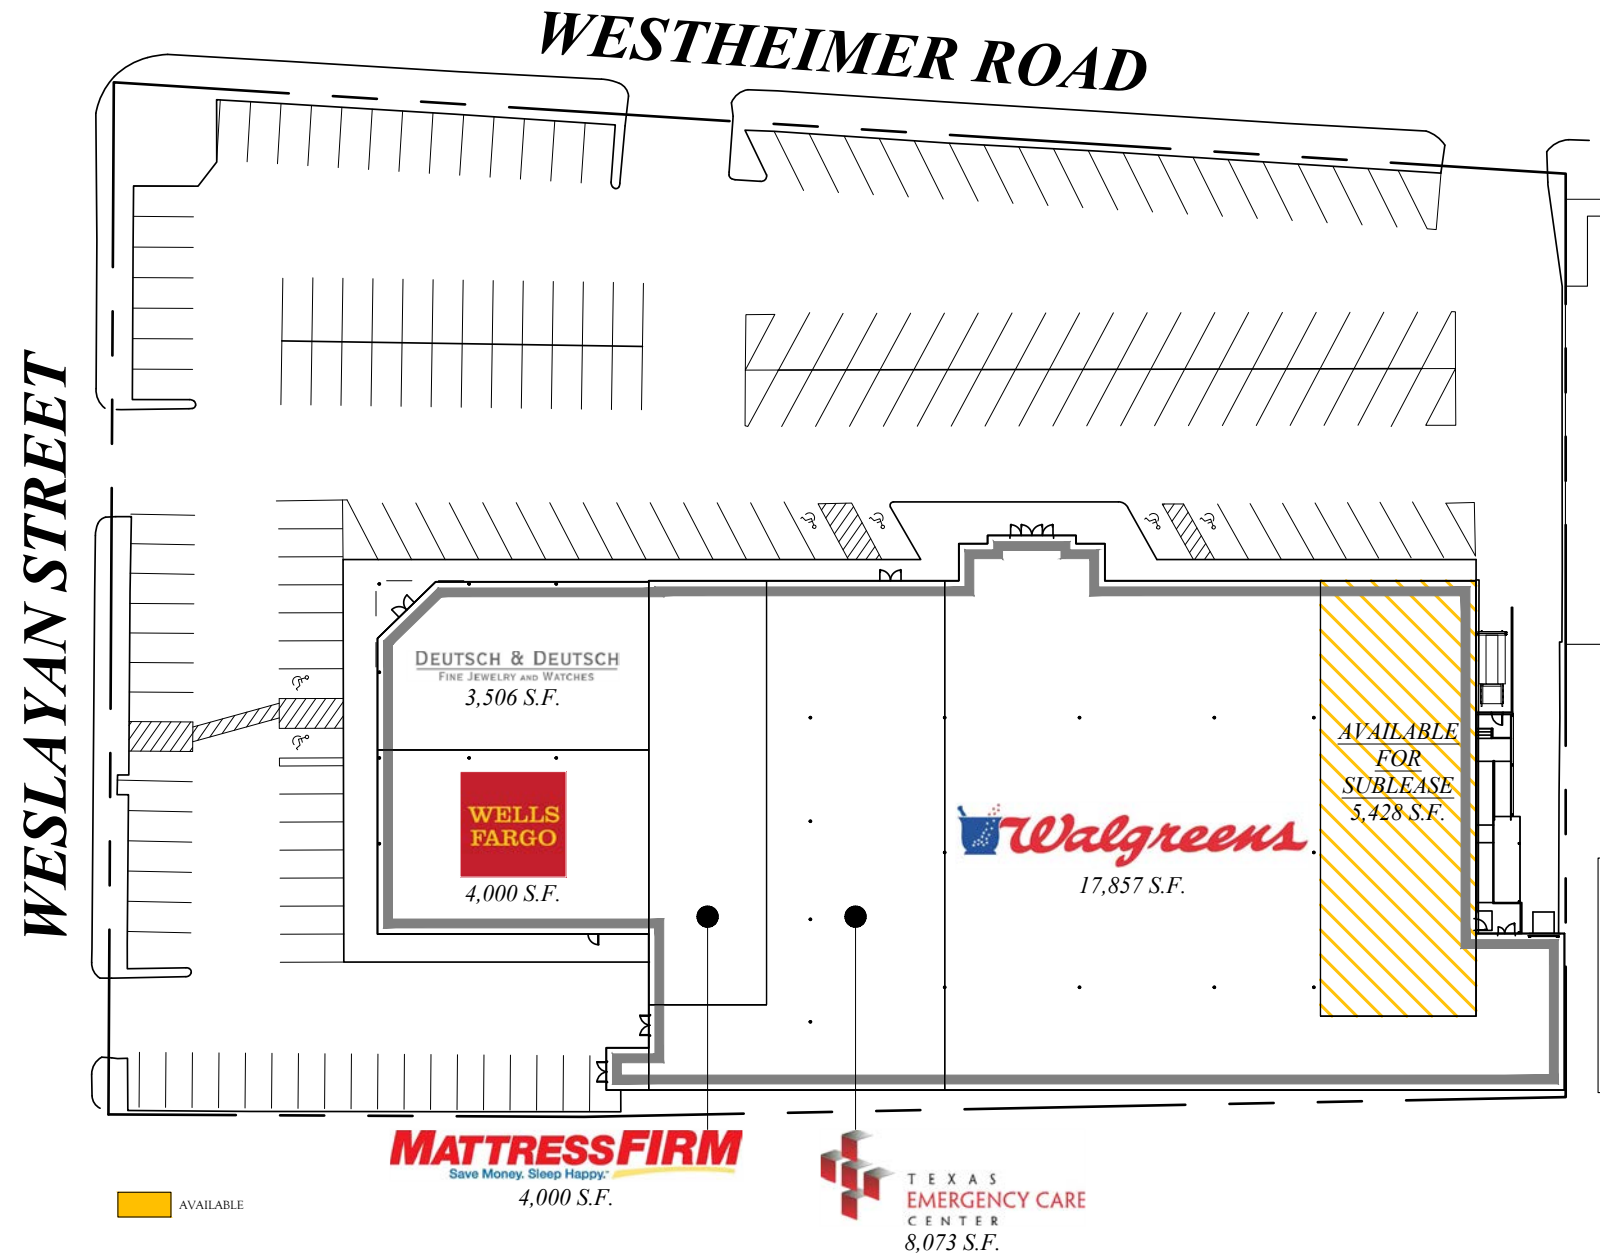 WESTHEIMER ROAD
WESLAYAN STREET
DEUTSCH & DEUTSCH
FINE JEWELRY AND WATCHES
3,506 S.F.
WELLS
FARGO
4,000 S.F.
Walgreens
17,857 S.F.
AVAILABLE
FOR
SUBLEASE
5,428 S.F.
MATTRESSFIRM
Save Money. Sleep Happy.™
4,000 S.F.
TEXAS
EMERGENCY CARE
CENTER
8,073 S.F.
AVAILABLE